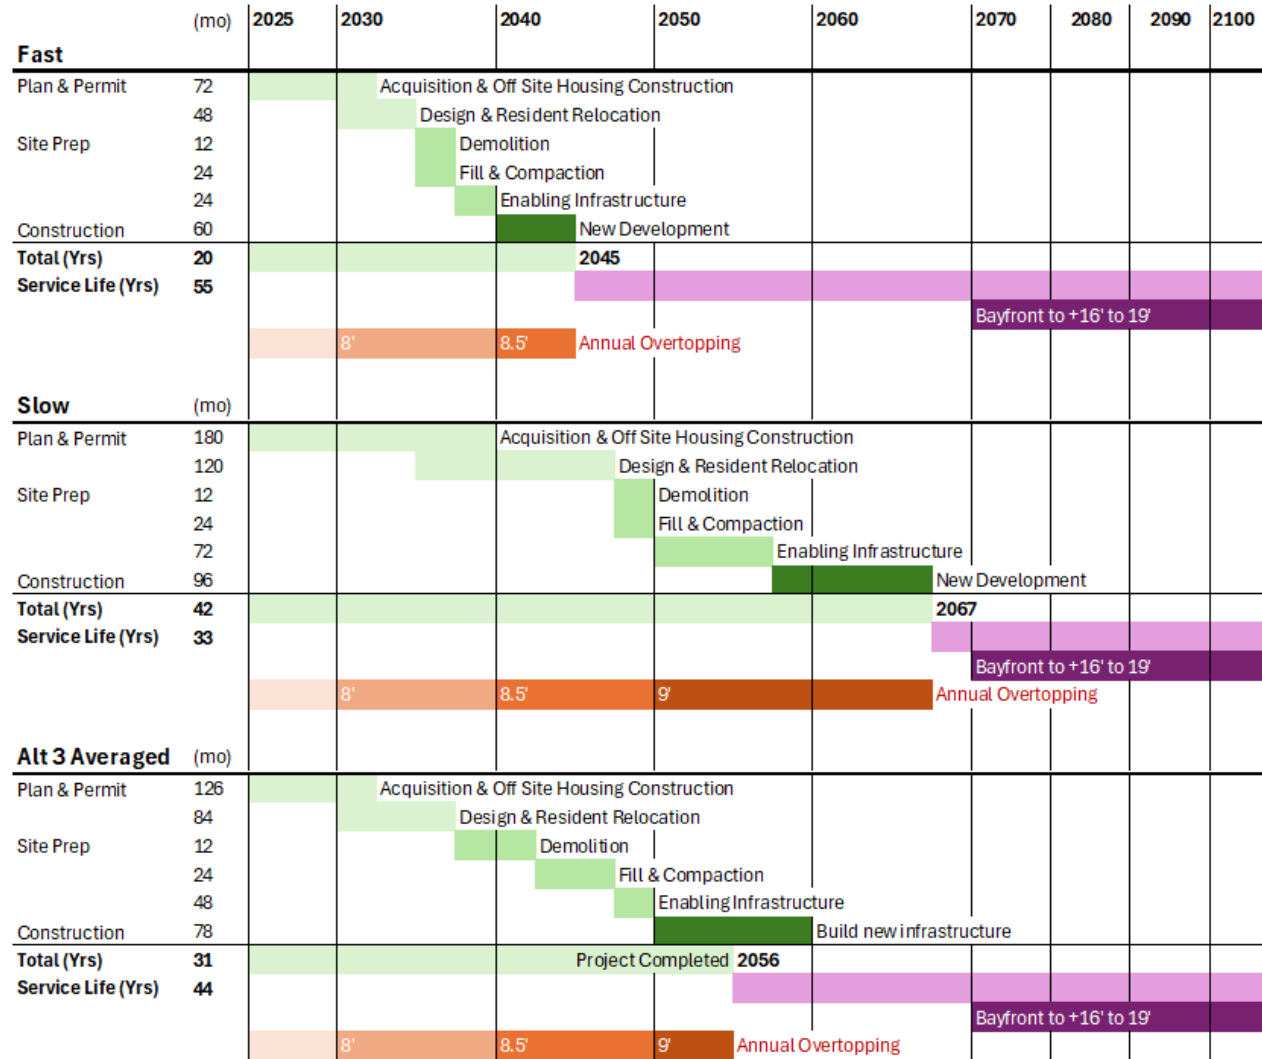 (mo) 2025 2030 2040 2050 2060 2070 2080 2090 2100
Fast
Plan & Permit 72 Acquisition & Off Site Housing Construction
48 Design & Resident Relocation
Site Prep 12 Demolition
24 Fill & Compaction
24 Enabling Infrastructure
Construction 60 New Development
Total (Yrs) 20 2045
Service Life (Yrs) 55
Bayfront to +16' to 19'
8' 8.5' Annual Overtopping
Slow (mo)
Plan & Permit 180 Acquisition & Off Site Housing Construction
120 Design & Resident Relocation
Site Prep 12 Demolition
24 Fill & Compaction
72 Enabling Infrastructure
Construction 96 New Development
Total (Yrs) 42 2067
Service Life (Yrs) 33
Bayfront to +16' to 19'
8' 8.5' 9' Annual Overtopping
Alt 3 Averaged (mo)
Plan & Permit 126 Acquisition & Off Site Housing Construction
84 Design & Resident Relocation
Site Prep 12 Demolition
24 Fill & Compaction
48 Enabling Infrastructure
Construction 78 Build new infrastructure
Total (Yrs) 31 Project Completed 2056
Service Life (Yrs) 44
Bayfront to +16' to 19'
8' 8.5' 9' Annual Overtopping